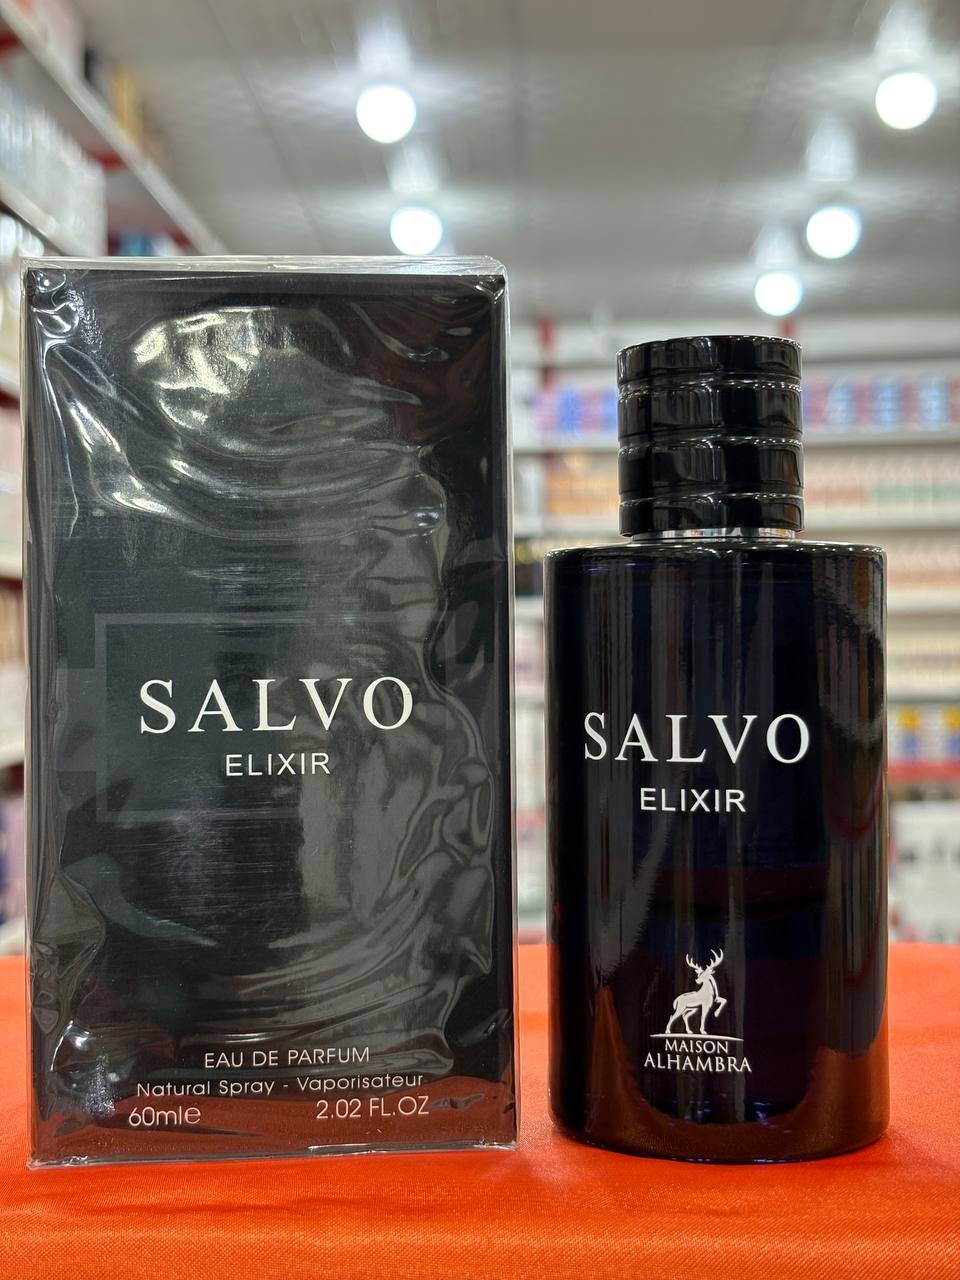 SALVO
ELIXIR
EAU DE PARFUM
Natural Spray - Vaporisateur
60ml℮ 2.02 FL.OZ
SALVO
ELIXIR
MAISON
ALHAMBRA